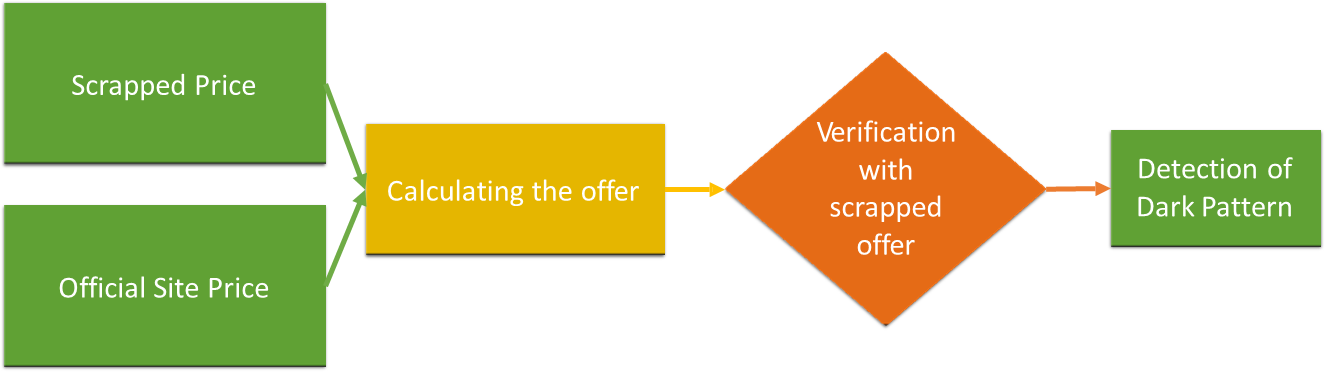 Scrapped Price
Official Site Price
Calculating the offer
Verification
with
scrapped
offer
Detection of
Dark Pattern